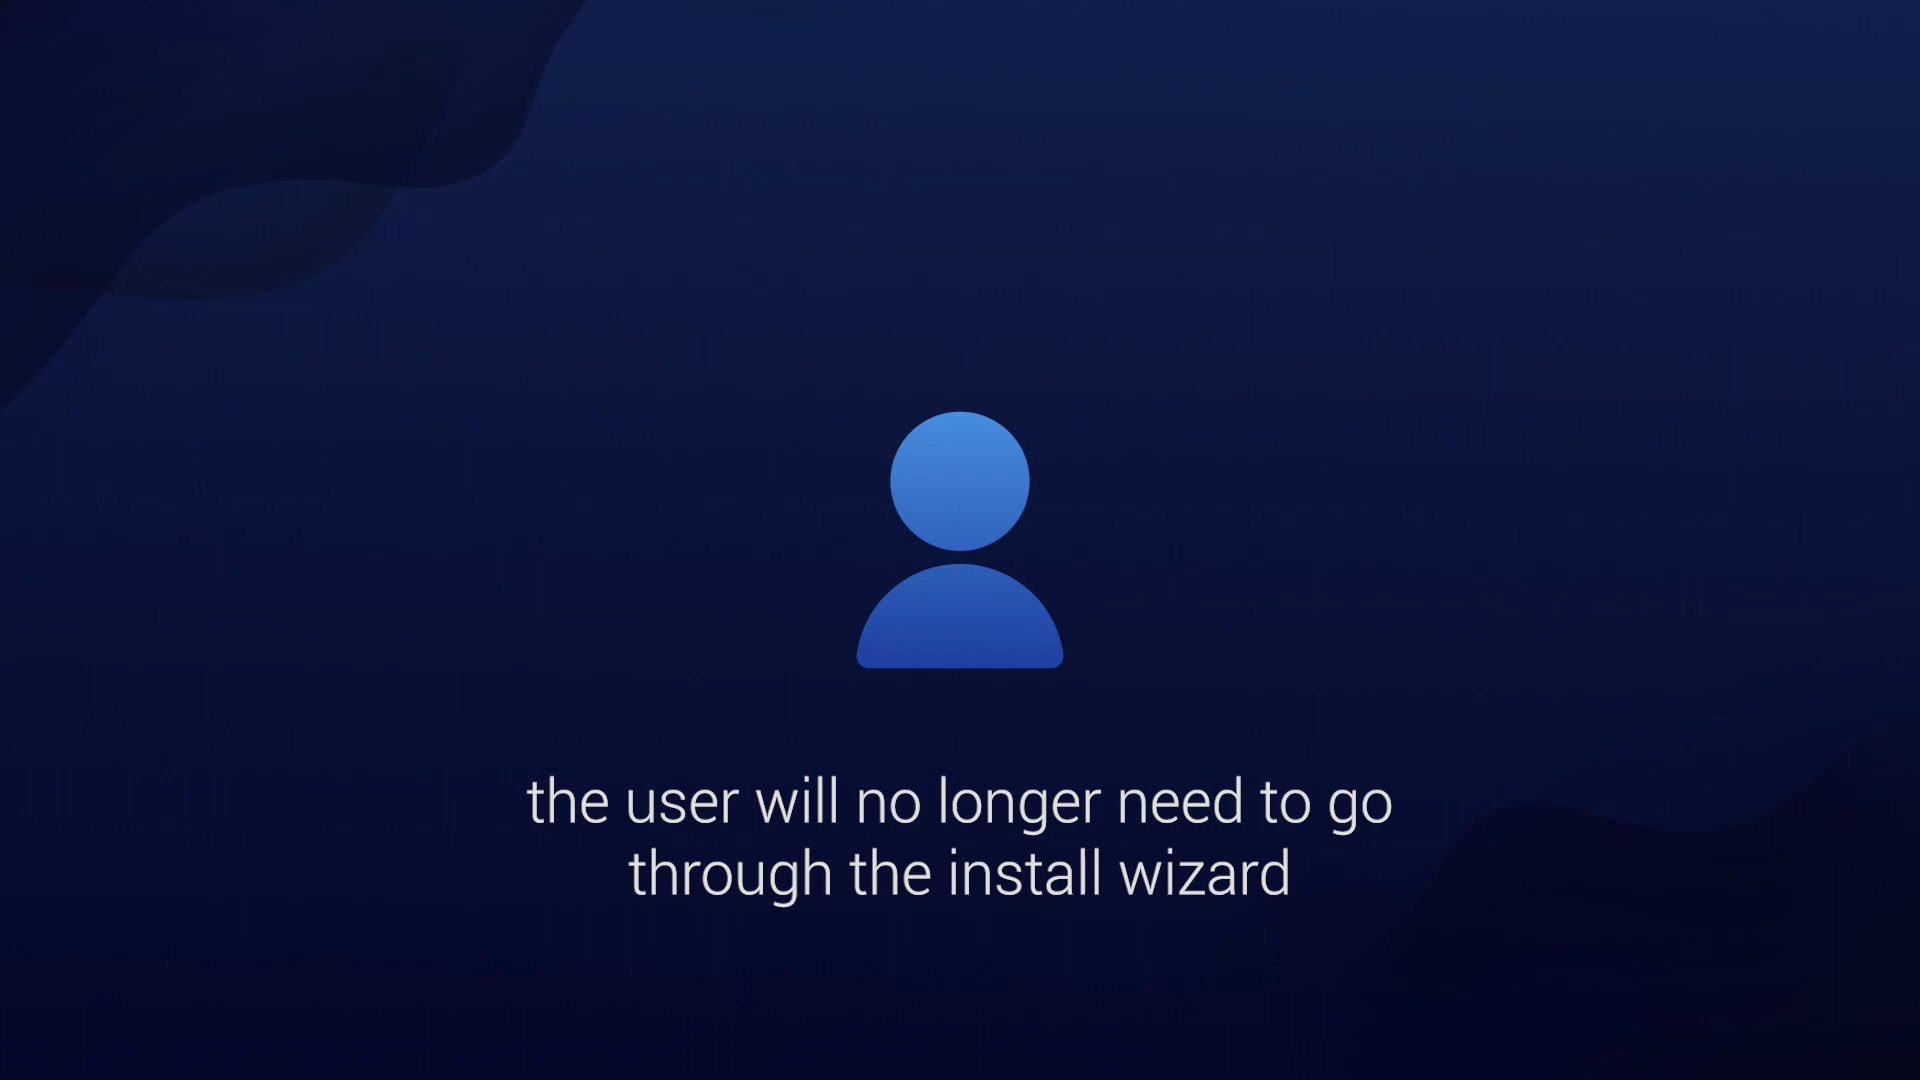 the user will no longer need to go
through the install wizard